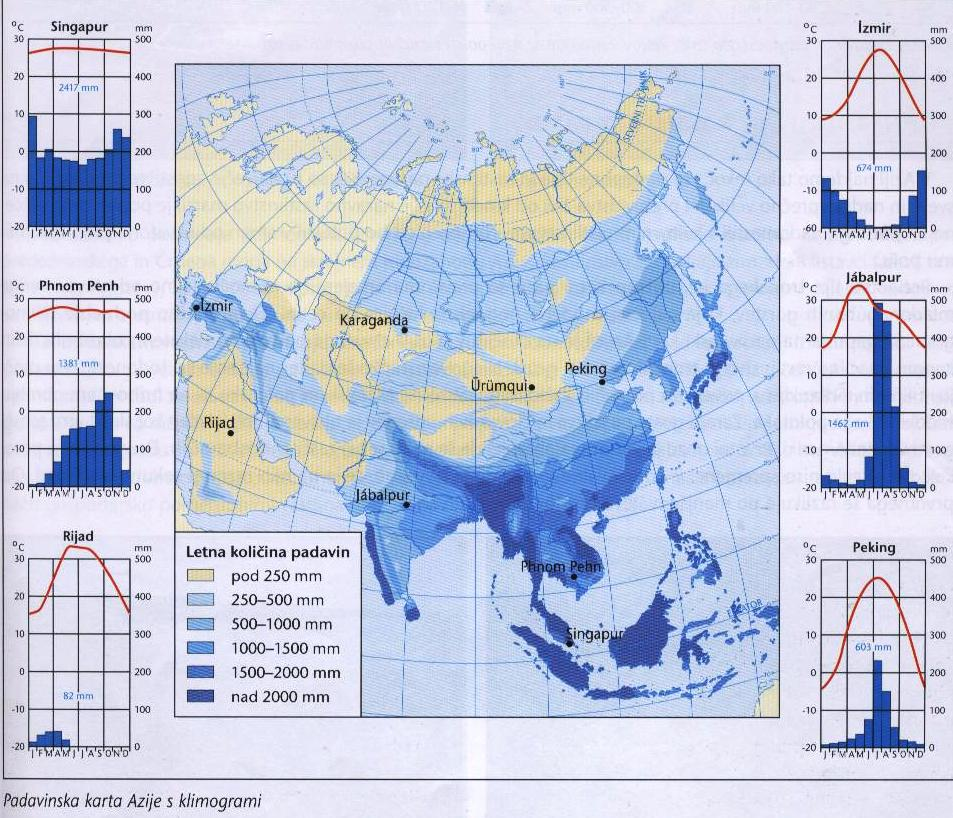 Singapur
°C
mm
30
500
20
400
2417 mm
10
300
0
200
-10
100
-20
0
J F M A M J J A S O N D
Phnom Penh
°C
mm
30
500
20
400
1381 mm
10
300
0
200
-10
100
-20
0
J F M A M J J A S O N D
Rijad
°C
mm
30
500
20
400
10
300
0
200
82 mm
-10
100
-20
0
J F M A M J J A S O N D
İzmir
Karaganda
Ürümqui
Peking
Rijad
Jábalpur
Phnom Pehn
Singapur
Letna količina padavin
pod 250 mm
250–500 mm
500–1000 mm
1000–1500 mm
1500–2000 mm
nad 2000 mm
İzmir
°C
mm
30
500
20
400
10
300
0
200
674 mm
-10
100
-60
0
J F M A M J J A S O N D
Jábalpur
°C
mm
30
500
20
400
10
300
0
200
1462 mm
-10
100
-20
0
J F M A M J J A S O N D
Peking
°C
mm
30
500
20
400
10
300
603 mm
0
200
-10
100
-20
0
J F M A M J J A S O N D
Padavinska karta Azije s klimogrami